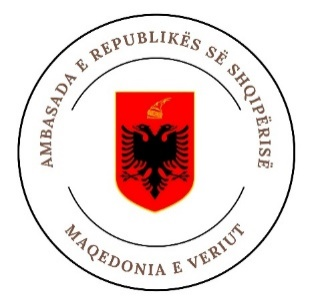 AMBASADA E REPUBLIKËS SË SHQIPËRISË
MAQEDONIA E VERIUT